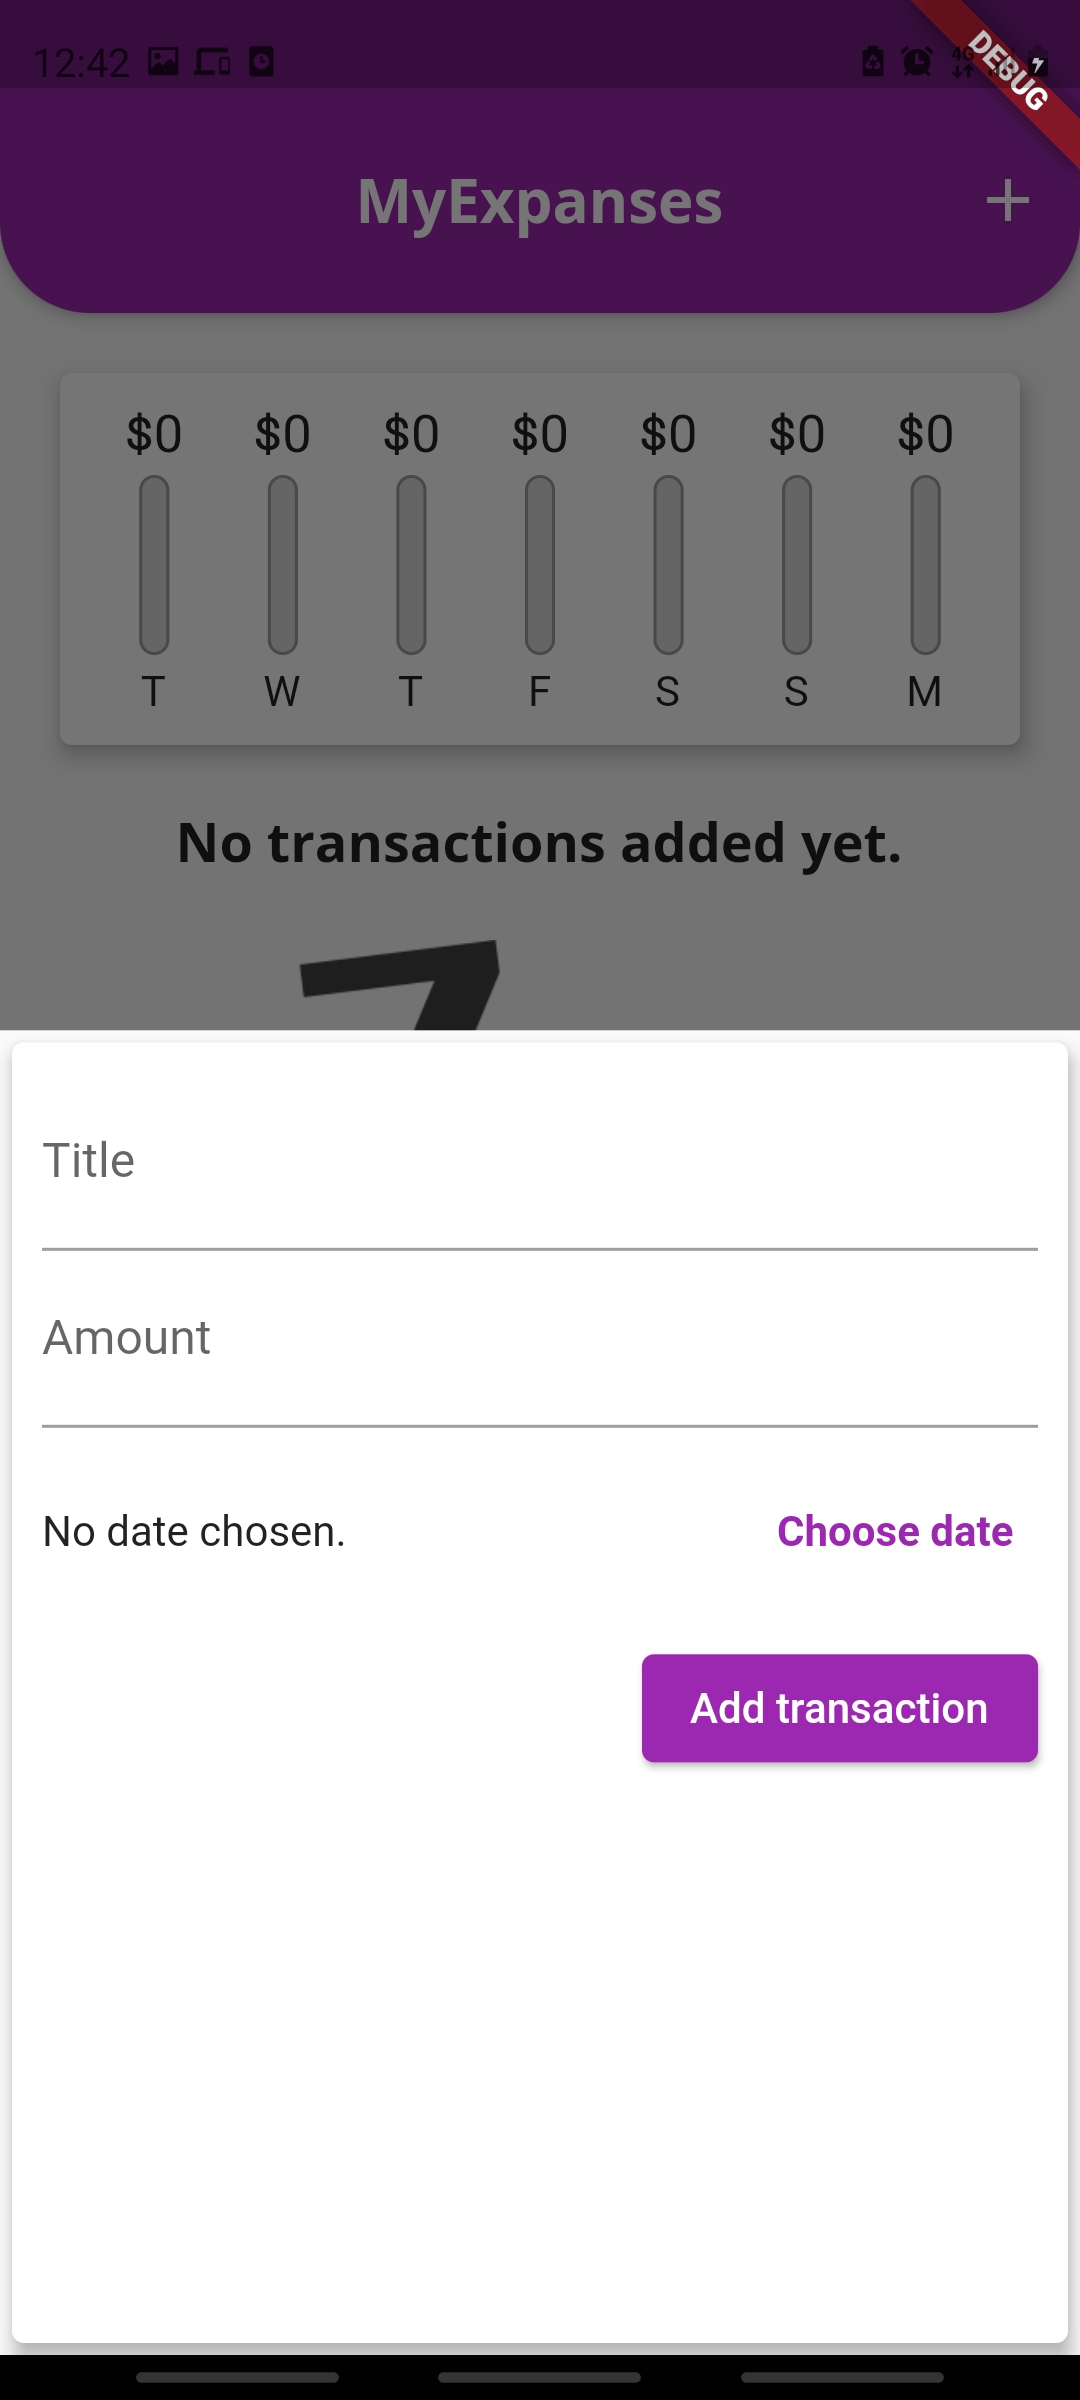 12:42
4G
DEBUG
MyExpanses
$0 $0 $0 $0 $0 $0 $0
T W T F S S M
No transactions added yet.
Title
Amount
No date chosen. Choose date
Add transaction